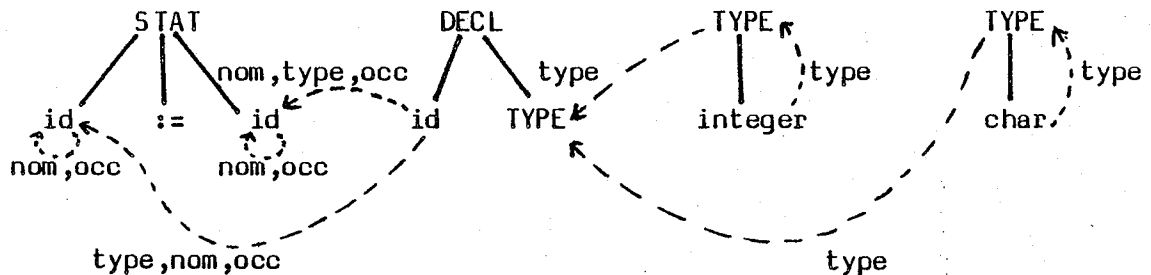 STAT DECL TYPE TYPE
nom,type,occ type type type
id := id id TYPE integer char
nom,occ nom,occ
type,nom,occ type